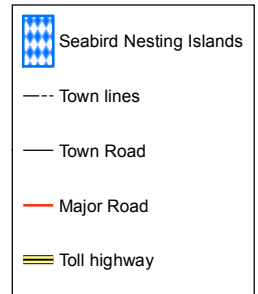 Seabird Nesting Islands
Town lines
Town Road
Major Road
Toll highway